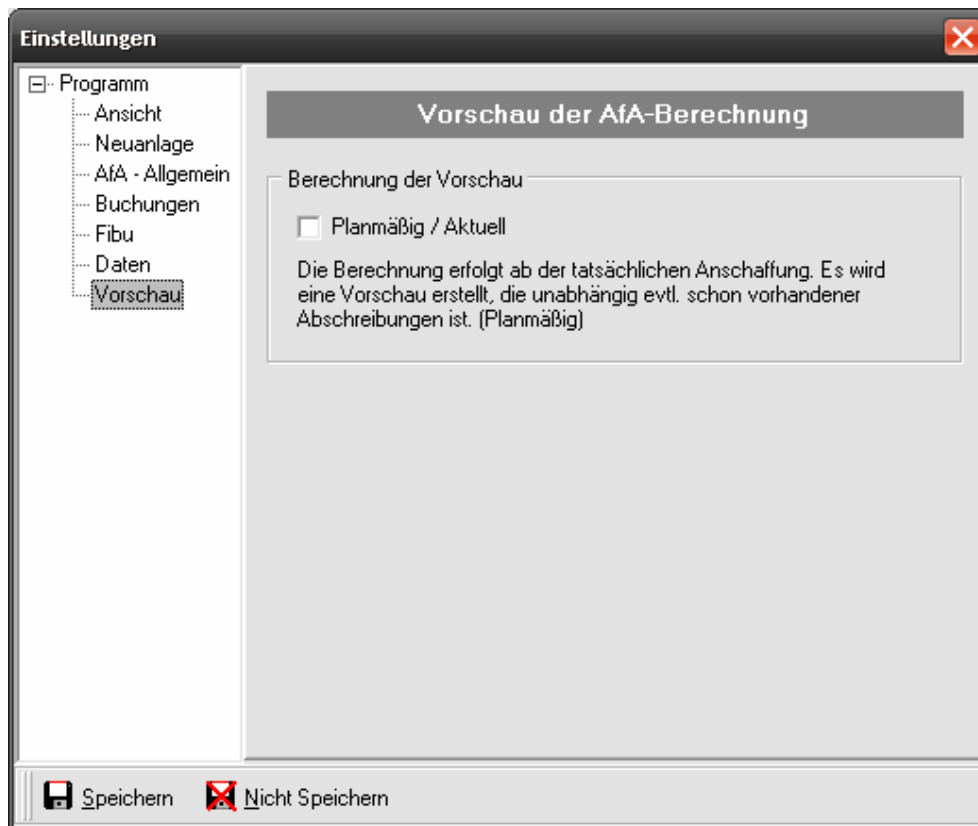 Einstellungen
Programm
Ansicht
Neuanlage
AfA - Allgemein
Buchungen
Fibu
Daten
Vorschau
Vorschau der AfA-Berechnung
Berechnung der Vorschau
Planmäßig / Aktuell
Die Berechnung erfolgt ab der tatsächlichen Anschaffung. Es wird
eine Vorschau erstellt, die unabhängig evtl. schon vorhandener
Abschreibungen ist. (Planmäßig)
Speichern
Nicht Speichern